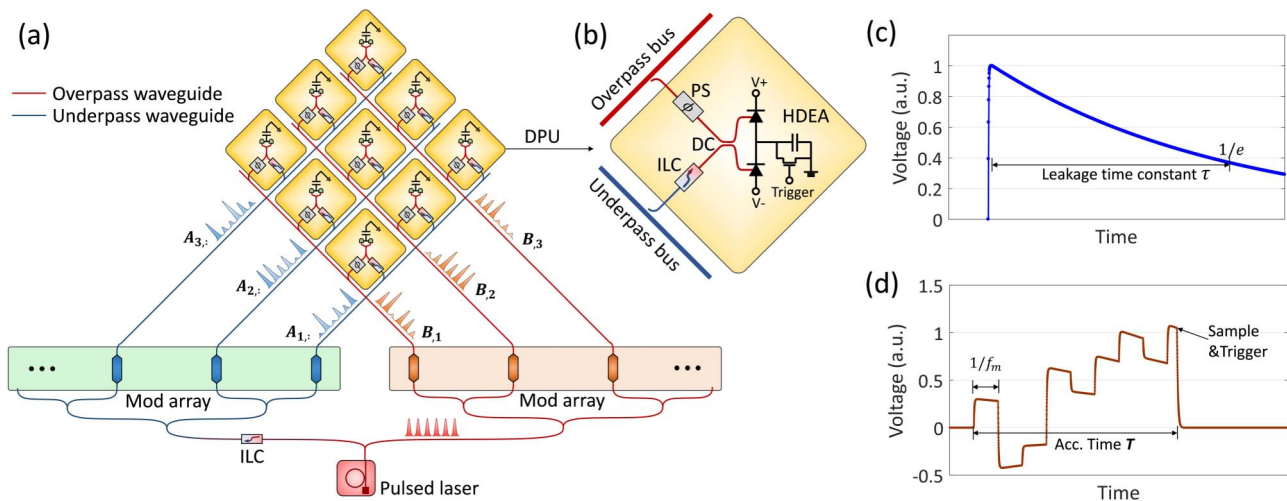 (a)
Overpass waveguide
Underpass waveguide
DPU
A3,:
A2,:
A1,:
B,3
B,2
B,1
•••
Mod array
Mod array
•••
ILC
Pulsed laser
(b)
Overpass bus
Underpass bus
PS
ϕ
DC
ILC
V+
HDEA
Trigger
V-
(c)
Voltage (a.u.)
1
0.8
0.6
0.4
0.2
0
1/e
Leakage time constant τ
Time
(d)
Voltage (a.u.)
1
0.5
0
-0.5
1/fm
Sample
&Trigger
Acc. Time T
Time